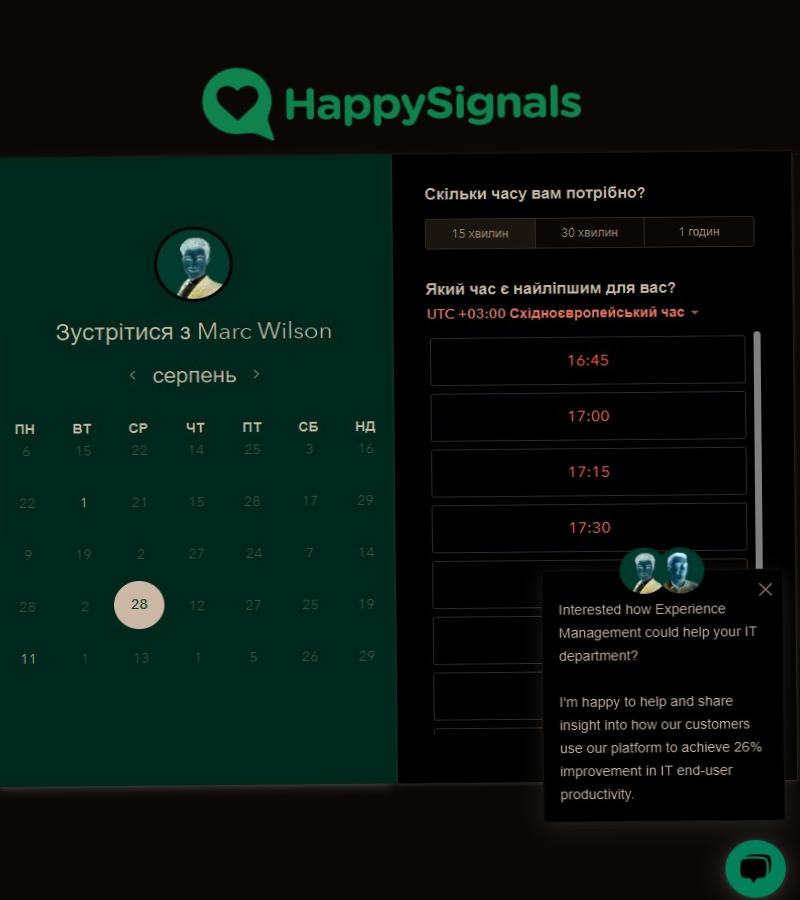 HappySignals
Зустрітися з Marc Wilson
серпень
ПН ВТ СР ЧТ ПТ СБ НД
6 15 22 14 25 3 16
22 1 21 15 28 17 29
9 19 2 27 24 7 14
28 2 28 12 27 25 19
11 1 13 1 5 26 29
Скільки часу вам потрібно?
15 хвилин 30 хвилин 1 годин
Який час є найліпшим для вас?
UTC +03:00 Східноєвропейський час
16:45
17:00
17:15
17:30
Interested how Experience
Management could help your IT
department?
I'm happy to help and share
insight into how our customers
use our platform to achieve 26%
improvement in IT end-user
productivity.